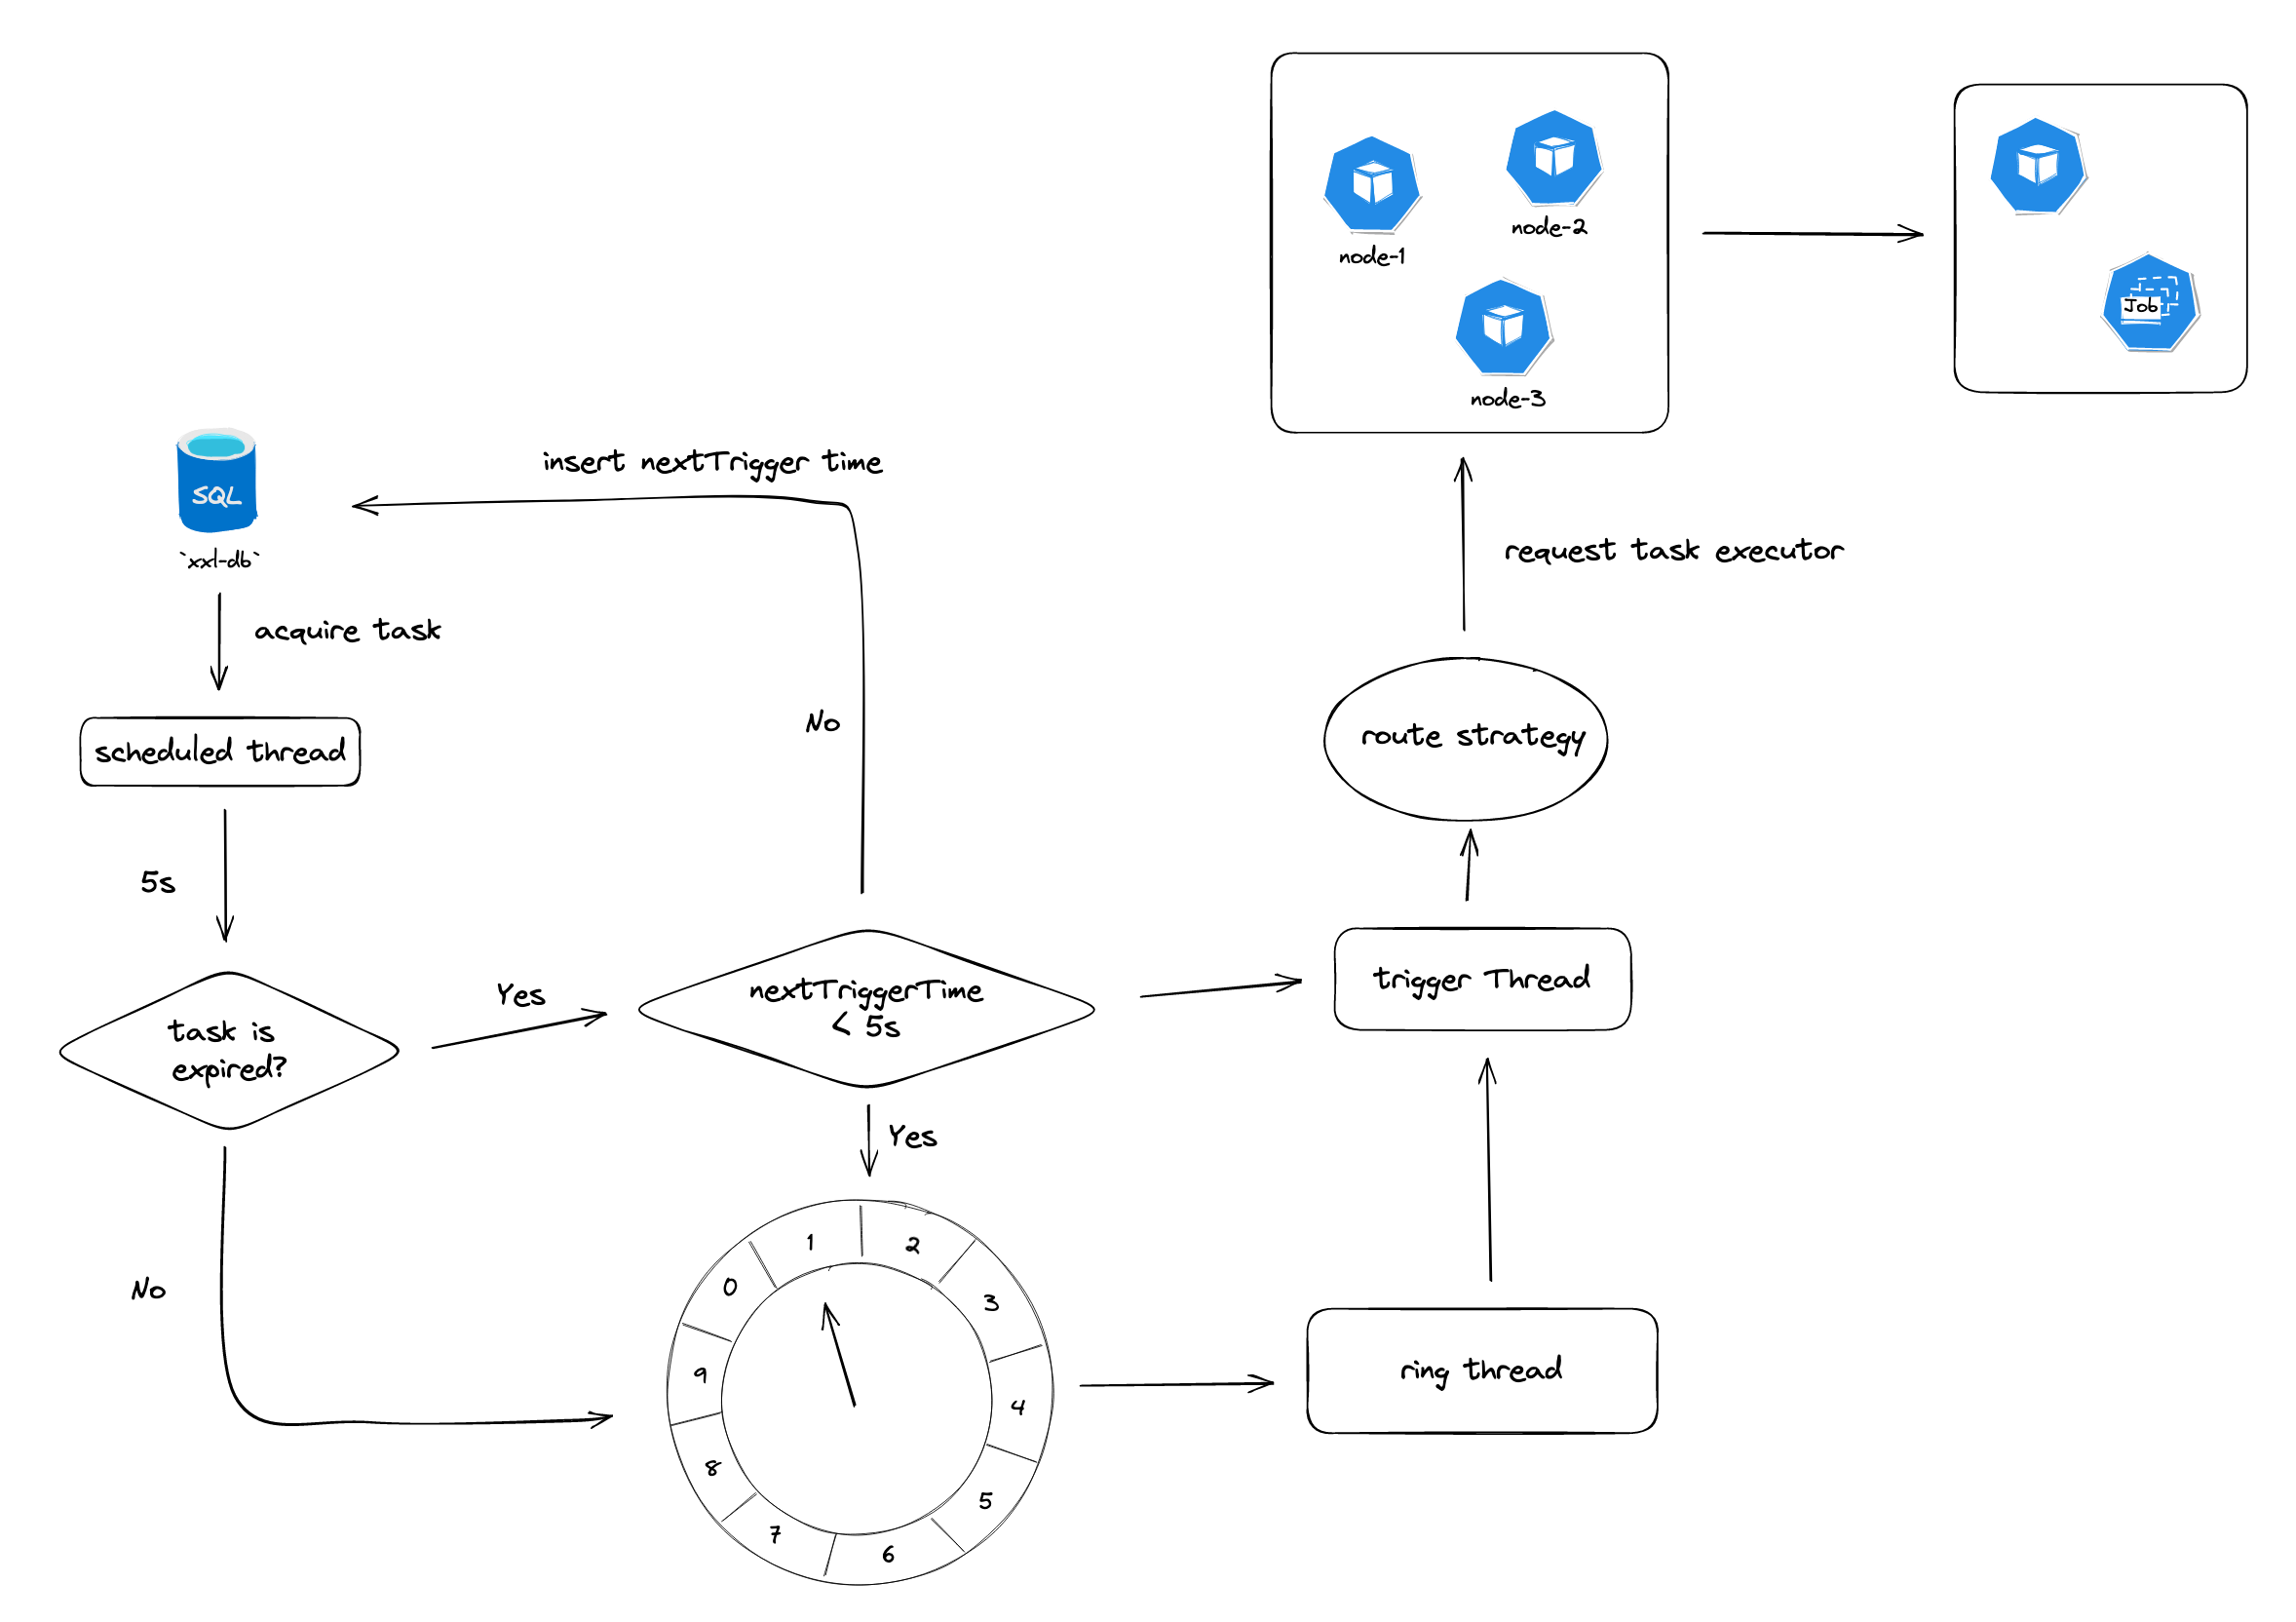 node-1
node-2
node-3
Job
insert nextTrigger time
SQL
`xxl-db`
request task executor
acquire task
No
scheduled thread
route strategy
5s
Yes
nextTriggerTime
< 5s
trigger Thread
task is
expired?
Yes
No
0
1
2
3
4
5
6
7
8
9
ring thread